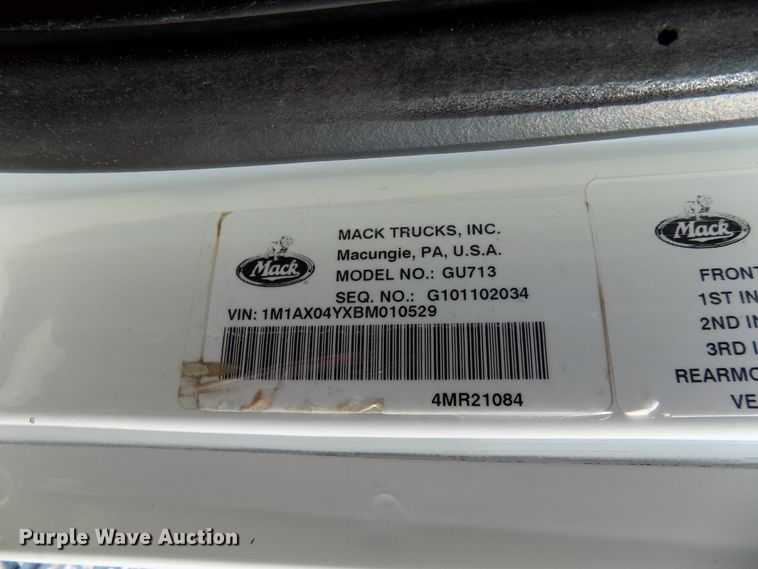 Mack
MACK TRUCKS, INC.
Macungie, PA, U.S.A.
MODEL NO.: GU713
SEQ. NO.: G101102034
VIN: 1M1AX04YXBM010529
4MR21084
Mack
FRONT
1ST IN
2ND IN
3RD I
REARMO
VE
Purple Wave Auction